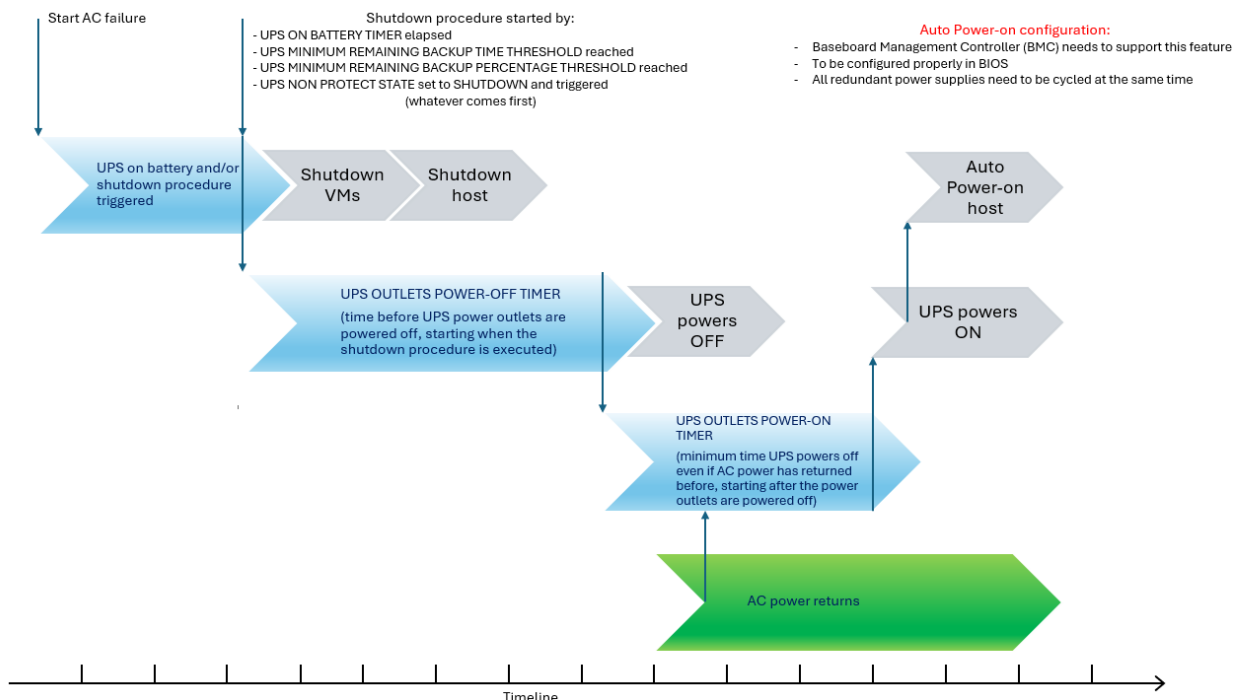 Start AC failure
Shutdown procedure started by:
- UPS ON BATTERY TIMER elapsed
- UPS MINIMUM REMAINING BACKUP TIME THRESHOLD reached
- UPS MINIMUM REMAINING BACKUP PERCENTAGE THRESHOLD reached
- UPS NON PROTECT STATE set to SHUTDOWN and triggered
(whatever comes first)
Auto Power-on configuration:
- Baseboard Management Controller (BMC) needs to support this feature
- To be configured properly in BIOS
- All redundant power supplies need to be cycled at the same time
UPS on battery and/or
shutdown procedure
triggered
Shutdown
VMs
Shutdown
host
Auto
Power-on
host
UPS OUTLETS POWER-OFF TIMER
(time before UPS power outlets are
powered off, starting when the
shutdown procedure is executed)
UPS
powers
OFF
UPS powers
ON
UPS OUTLETS POWER-ON
TIMER
(minimum time UPS powers off
even if AC power has returned
before, starting after the power
outlets are powered off)
AC power returns
Timeline